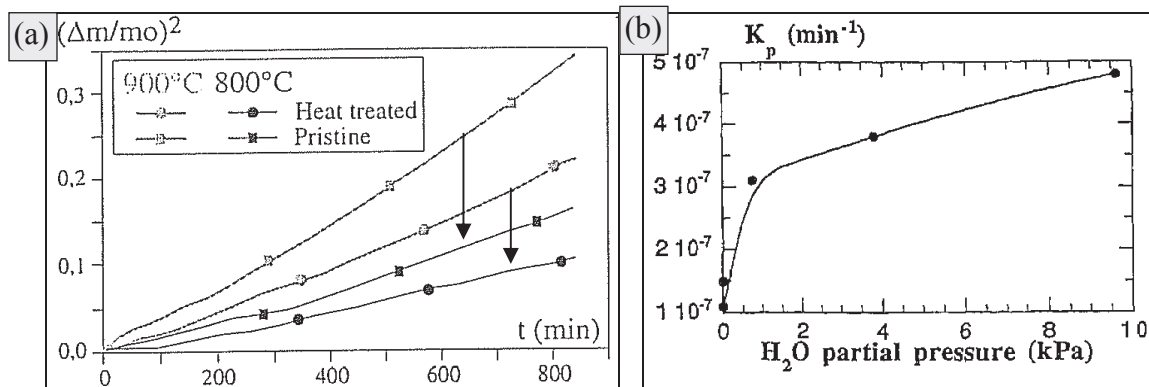 (a) (Δm/mo)²
0,3
0,2
0,1
0,0
900°C 800°C
Heat treated
Pristine
t (min)
0 200 400 600 800
(b) Kp (min⁻¹)
5 10⁻⁷
4 10⁻⁷
3 10⁻⁷
2 10⁻⁷
1 10⁻⁷
0 2 4 6 8 10
H₂O partial pressure (kPa)